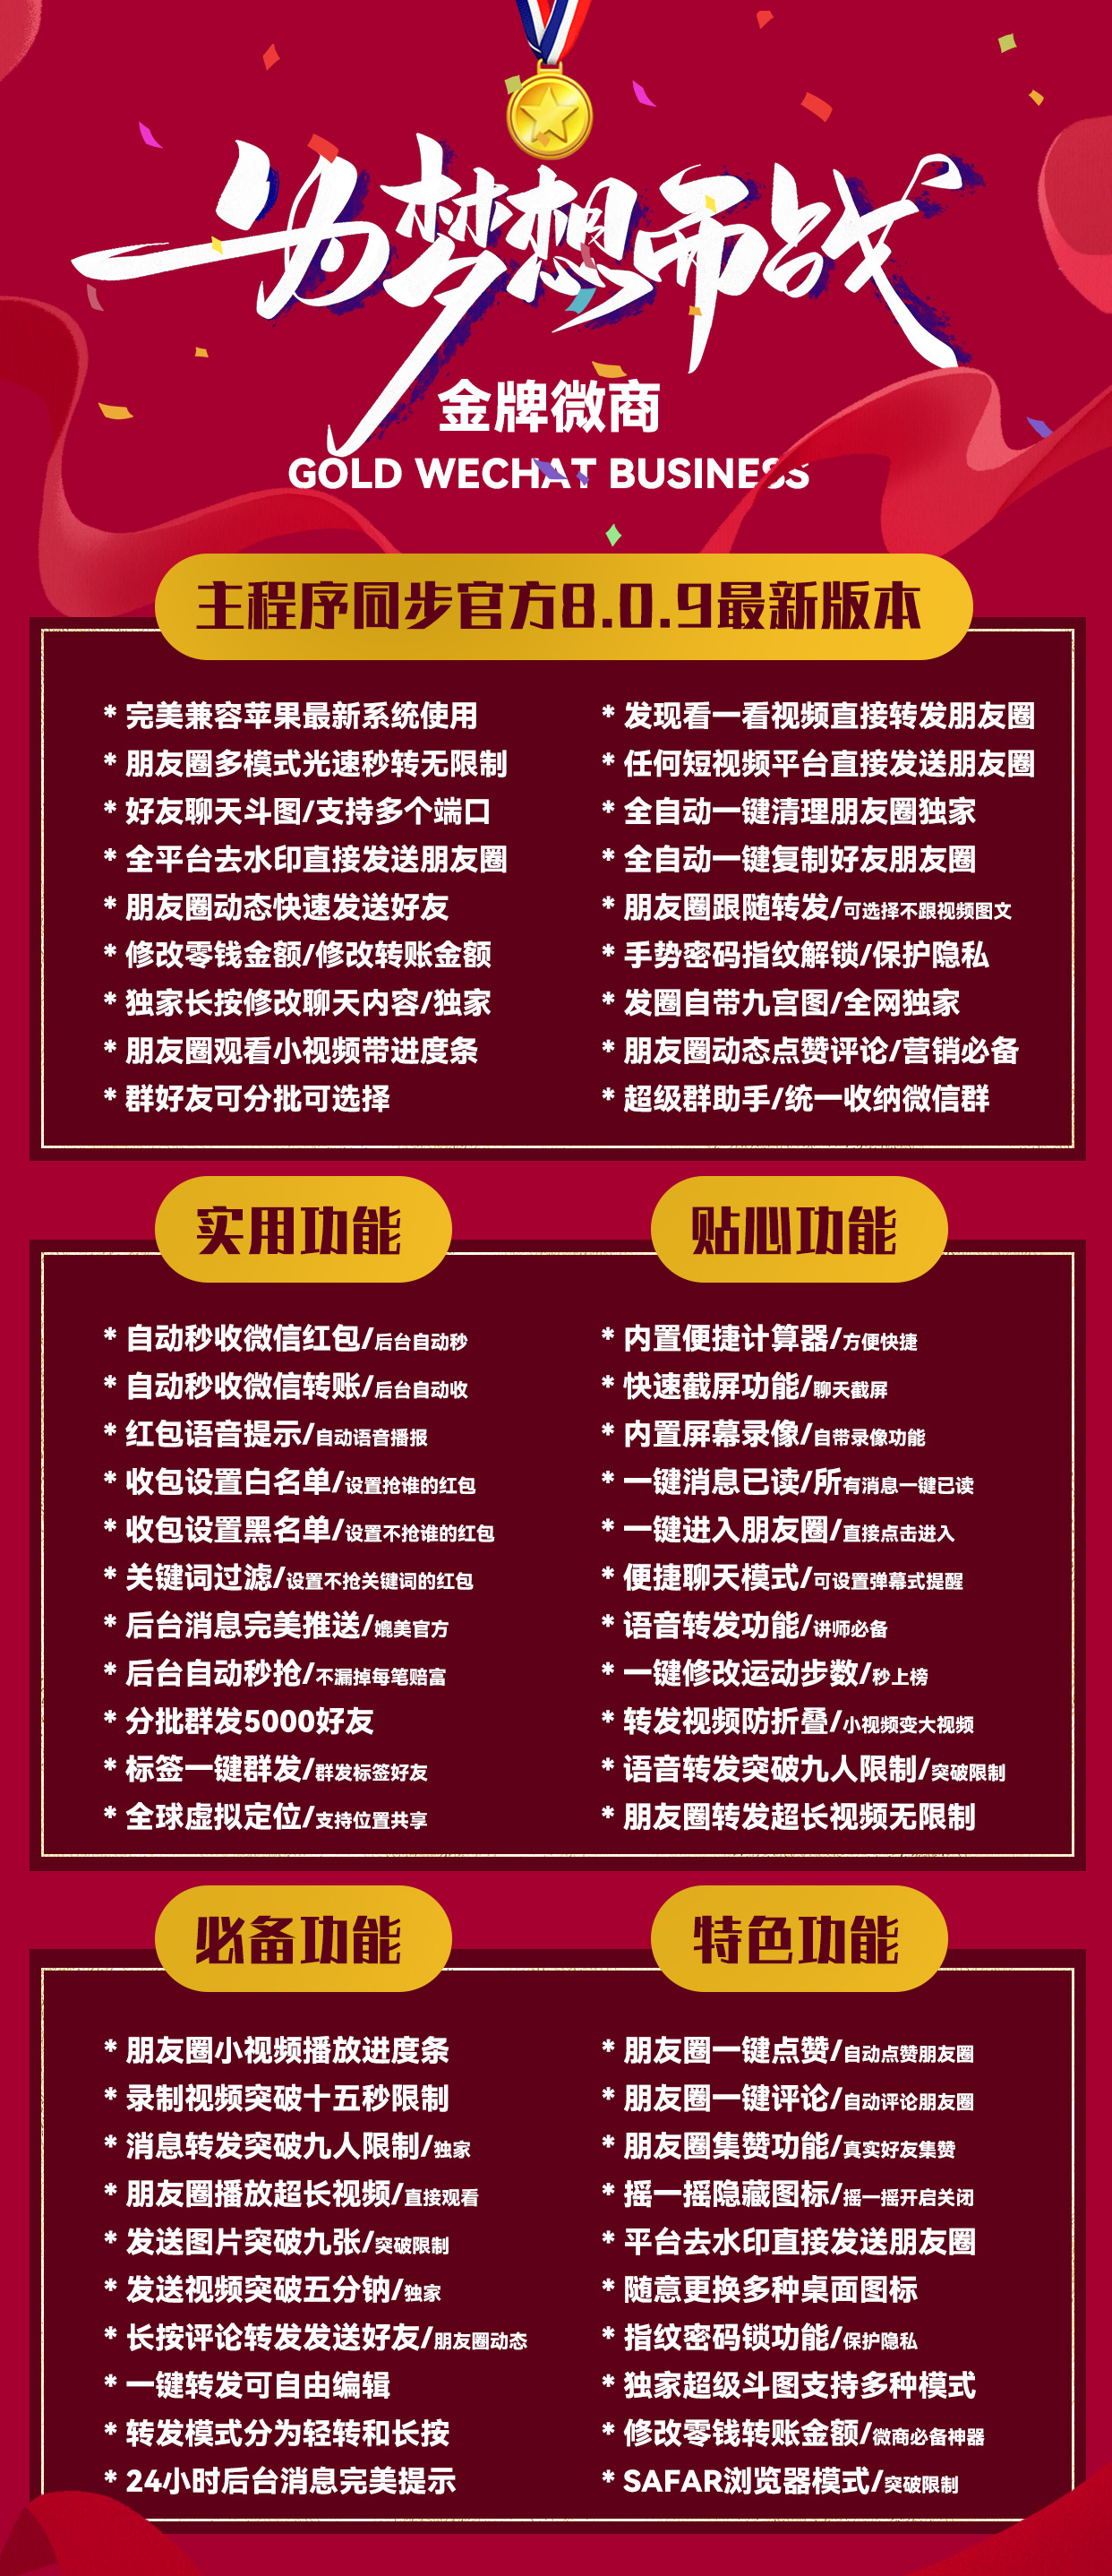 为梦想而战
金牌微商
GOLD WECHAT BUSINESS
主程序同步官方8.0.9最新版本
* 完美兼容苹果最新系统使用
* 朋友圈多模式光速秒转无限制
* 好友聊天斗图/支持多个端口
* 全平台去水印直接发送朋友圈
* 朋友圈动态快速发送好友
* 修改零钱金额/修改转账金额
* 独家长按修改聊天内容/独家
* 朋友圈观看小视频带进度条
* 群好友可分批可选择
* 发现看一看视频直接转发朋友圈
* 任何短视频平台直接发送朋友圈
* 全自动一键清理朋友圈独家
* 全自动一键复制好友朋友圈
* 朋友圈跟随转发/可选择不跟视频图文
* 手势密码指纹解锁/保护隐私
* 发圈自带九宫图/全网独家
* 朋友圈动态点赞评论/营销必备
* 超级群助手/统一收纳微信群
实用功能
* 自动秒收微信红包/后台自动秒
* 自动秒收微信转账/后台自动收
* 红包语音提示/自动语音播报
* 收包设置白名单/设置抢谁的红包
* 收包设置黑名单/设置不抢谁的红包
* 关键词过滤/设置不抢关键词的红包
* 后台消息完美推送/媲美官方
* 后台自动秒抢/不漏掉每笔赔富
* 分批群发5000好友
* 标签一键群发/群发标签好友
* 全球虚拟定位/支持位置共享
贴心功能
* 内置便捷计算器/方便快捷
* 快速截屏功能/聊天截屏
* 内置屏幕录像/自带录像功能
* 一键消息已读/所有消息一键已读
* 一键进入朋友圈/直接点击进入
* 便捷聊天模式/可设置弹幕式提醒
* 语音转发功能/讲师必备
* 一键修改运动步数/秒上榜
* 转发视频防折叠/小视频变大视频
* 语音转发突破九人限制/突破限制
* 朋友圈转发超长视频无限制
必备功能
* 朋友圈小视频播放进度条
* 录制视频突破十五秒限制
* 消息转发突破九人限制/独家
* 朋友圈播放超长视频/直接观看
* 发送图片突破九张/突破限制
* 发送视频突破五分钠/独家
* 长按评论转发发送好友/朋友圈动态
* 一键转发可自由编辑
* 转发模式分为轻转和长按
* 24小时后台消息完美提示
特色功能
* 朋友圈一键点赞/自动点赞朋友圈
* 朋友圈一键评论/自动评论朋友圈
* 朋友圈集赞功能/真实好友集赞
* 摇一摇隐藏图标/摇一摇开启关闭
* 平台去水印直接发送朋友圈
* 随意更换多种桌面图标
* 指纹密码锁功能/保护隐私
* 独家超级斗图支持多种模式
* 修改零钱转账金额/微商必备神器
* SAFAR浏览器模式/突破限制